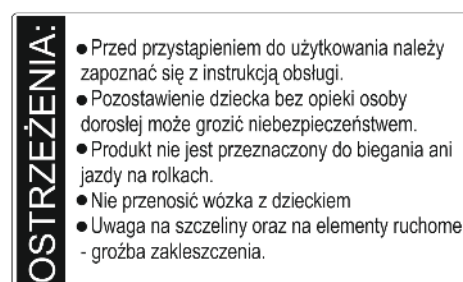 OSTRZEŻENIA:
● Przed przystąpieniem do użytkowania należy
zapoznać się z instrukcją obsługi.
● Pozostawienie dziecka bez opieki osoby
dorosłej może grozić niebezpieczeństwem.
● Produkt nie jest przeznaczony do biegania ani
jazdy na rolkach.
● Nie przenosić wózka z dzieckiem
● Uwaga na szczeliny oraz na elementy ruchome
- groźba zakleszczenia.